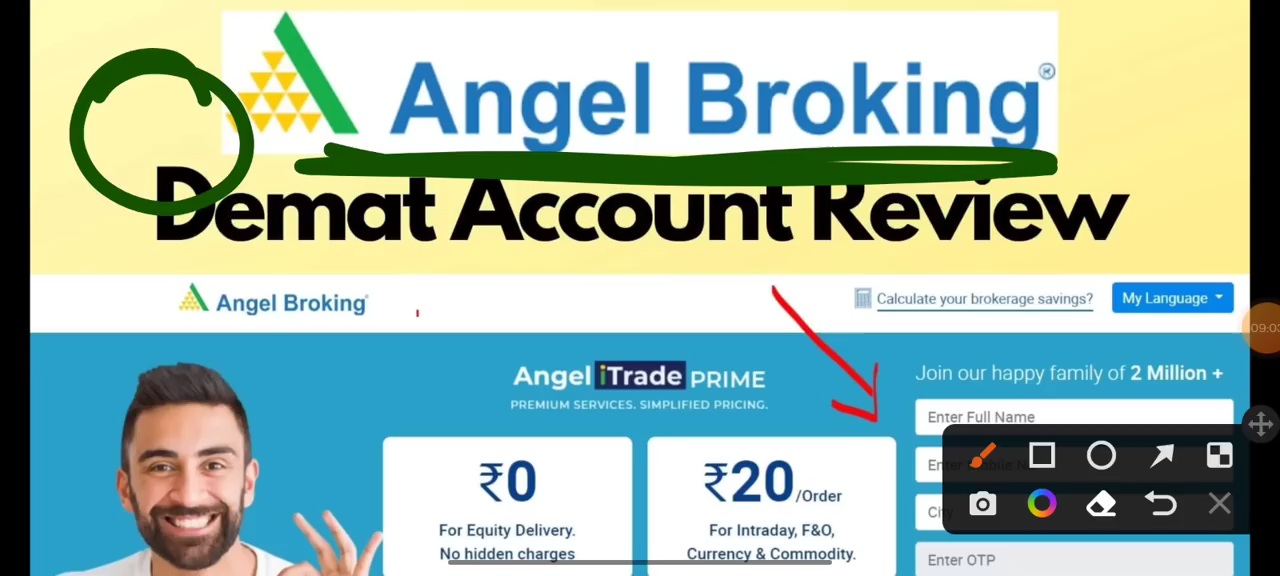 Angel Broking®
Demat Account Review
Angel Broking
Calculate your brokerage savings?
My Language
Angel iTrade PRIME
PREMIUM SERVICES. SIMPLIFIED PRICING.
Join our happy family of 2 Million +
Enter Full Name
₹0
₹20/Order
For Equity Delivery.
No hidden charges
For Intraday, F&O,
Currency & Commodity.
Enter OTP